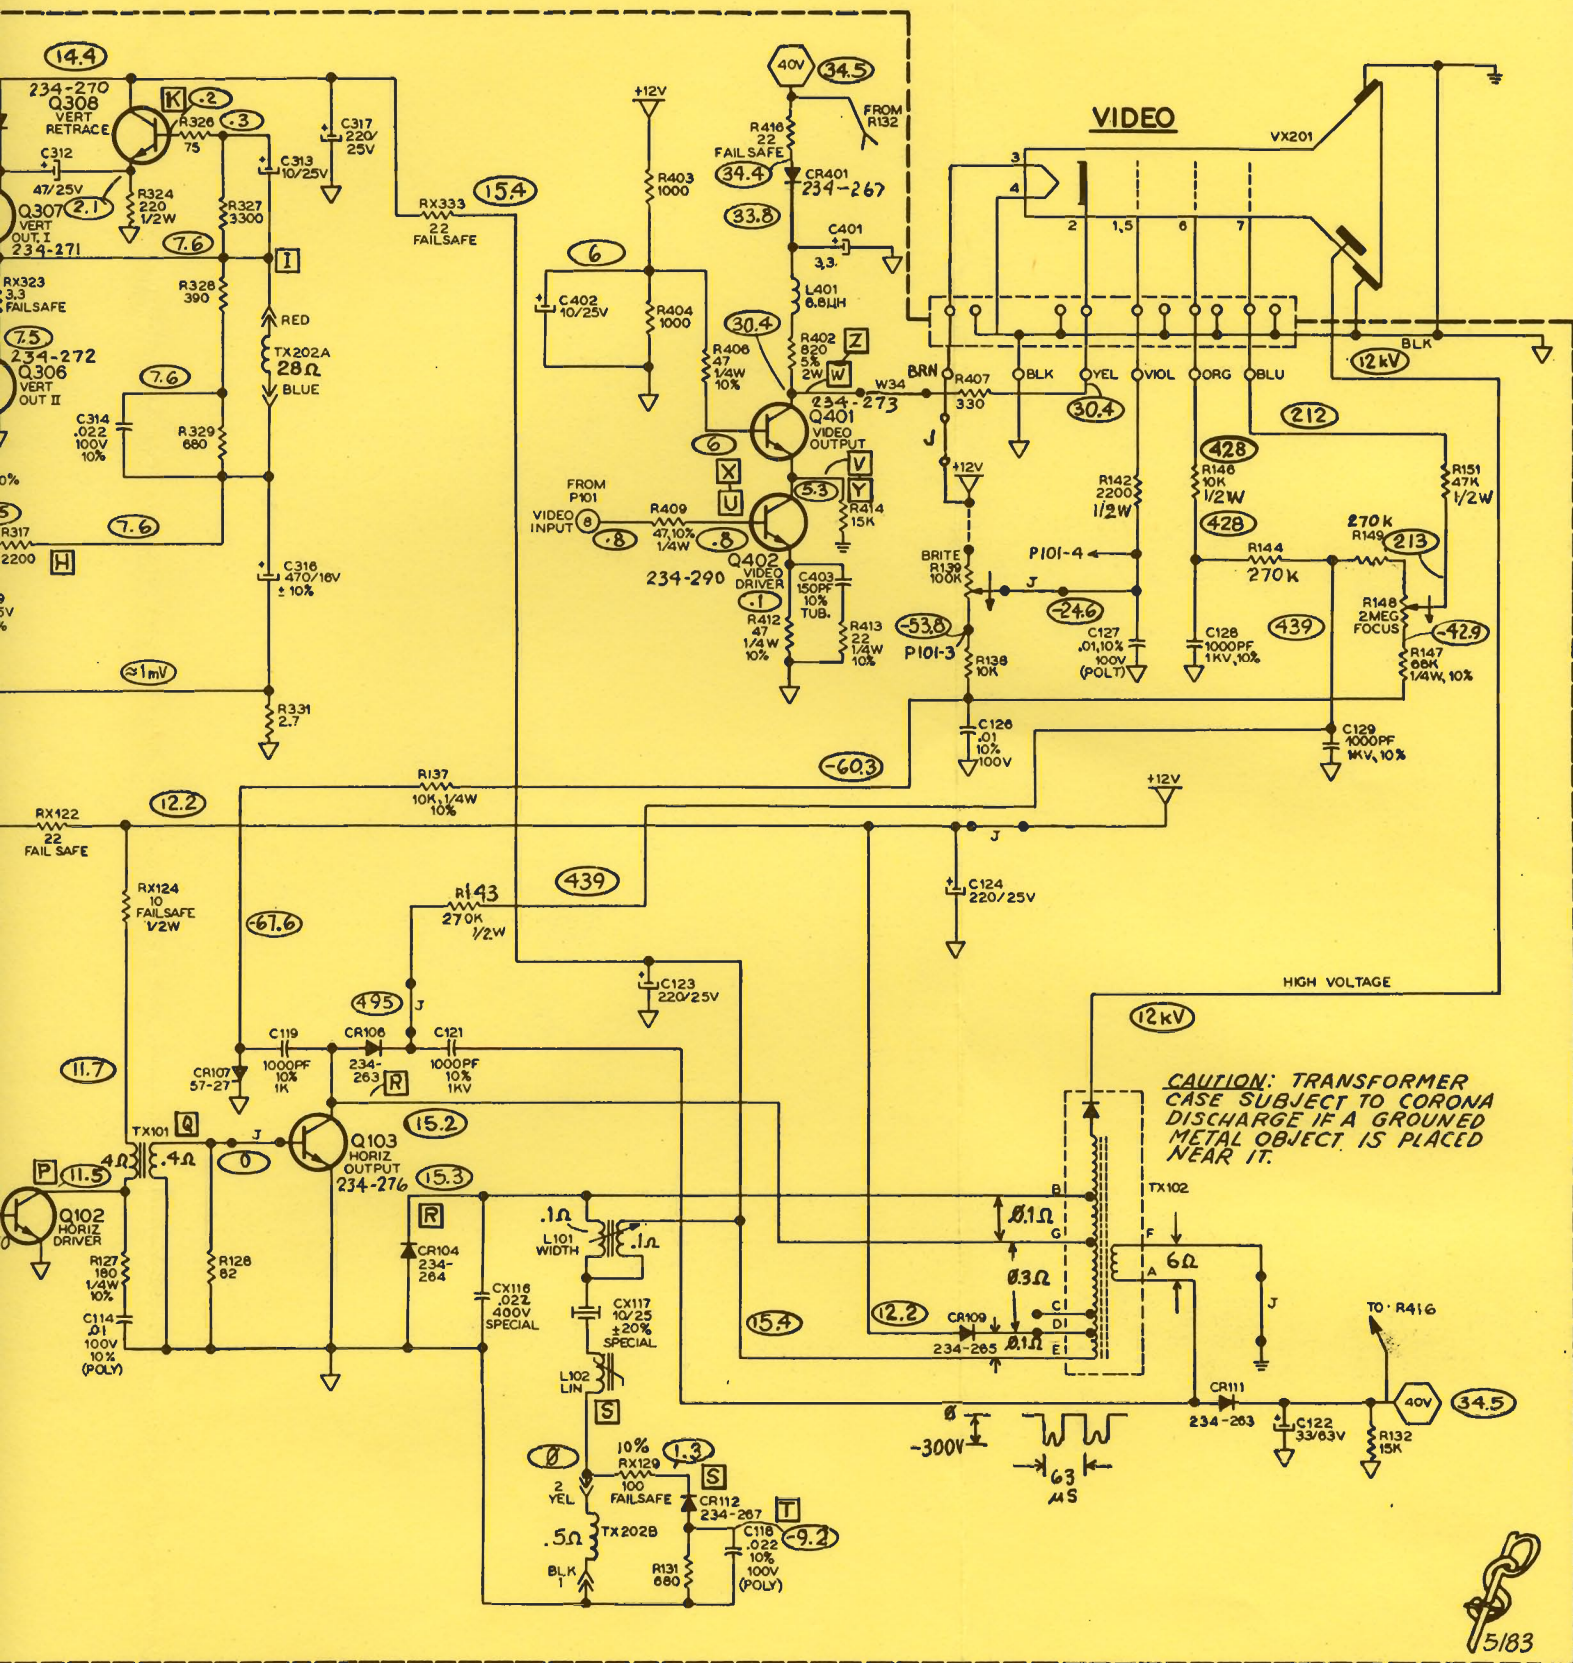 14.4
234-270
Q308
VERT
RETRACE
K
.2
R326
75
.3
C317
220/
25V
C312
47/25V
C313
10/25V
2.1
R324
220
1/2W
R327
3300
Q307
VERT
OUT I
234-271
7.6
I
RX333
22
FAILSAFE
15.4
RX323
3.3
FAILSAFE
R328
390
RED
7.5
234-272
Q306
VERT
OUT II
TX202A
28Ω
BLUE
7.6
C314
.022
100V
10%
R329
680
R317
2200
H
7.6
C316
470/16V
± 10%
≈1mV
R331
2.7
+12V
R403
1000
6
C402
10/25V
R404
1000
R406
47
1/4W
10%
40V
34.5
FROM
R132
R416
22
FAILSAFE
34.4
CR401
234-267
33.8
C401
3.3
L401
6.8µH
30.4
R402
820
5%
2W
Z
W
W34
234-273
Q401
VIDEO
OUTPUT
6
X
U
V
Y
5.3
R414
15K
FROM
P101
VIDEO
INPUT
8
.8
R409
47,10%
1/4W
.8
Q402
VIDEO
DRIVER
234-290
.1
C403
150PF
10%
TUB.
R412
47
1/4W
10%
R413
22
1/4W
10%
VIDEO
VX201
3
4
2
1,5
6
7
BRN
R407
330
BLK
YEL
VIOL
ORG
BLU
BLK
12kV
30.4
212
J
+12V
428
R146
10K
1/2W
R142
2200
1/2W
R151
47K
1/2W
428
270K
R149
213
BRITE
R139
100K
P101-4
J
-24.6
R144
270K
R148
2MEG
FOCUS
-42.9
-53.8
P101-3
R138
10K
C127
.01,10%
100V
(POLT)
C128
1000PF
1KV,10%
439
R147
68K
1/4W,10%
C126
.01
10%
100V
C129
1000PF
1KV,10%
-60.3
R137
10K,1/4W
10%
RX122
22
FAIL SAFE
12.2
+12V
J
RX124
10
FAILSAFE
1/2W
-67.6
R143
270K
1/2W
439
C124
220/25V
C123
220/25V
495
J
HIGH VOLTAGE
12kV
C119
1000PF
10%
1K
CR106
234-
263
C121
1000PF
10%
1KV
R
CR107
57-27
11.7
CAUTION: TRANSFORMER
CASE SUBJECT TO CORONA
DISCHARGE IF A GROUNED
METAL OBJECT IS PLACED
NEAR IT.
TX101
Q
4Ω
.4Ω
J
0
Q103
HORIZ
OUTPUT
234-276
15.2
P
11.5
15.3
Q102
HORIZ
DRIVER
R
CR104
234-
264
R127
180
1/4W
10%
R128
82
C114
.01
100V
10%
(POLY)
CX116
.022
400V
SPECIAL
.1Ω
L101
WIDTH
.1Ω
CX117
10/25
±20%
SPECIAL
L102
LIN
S
15.4
12.2
CR109
234-265
B
G
C
D
E
Ø.1Ω
Ø.3Ω
Ø.1Ω
TX102
F
6Ω
A
J
TO R416
CR111
234-263
C122
33/63V
R132
15K
40V
34.5
Ø
-300V
63
µS
Ø
10%
RX129
100
FAILSAFE
1.3
S
2
YEL
CR112
234-267
T
-9.2
.5Ω
TX202B
BLK
1
R131
680
C118
.022
10%
100V
(POLY)
5/83